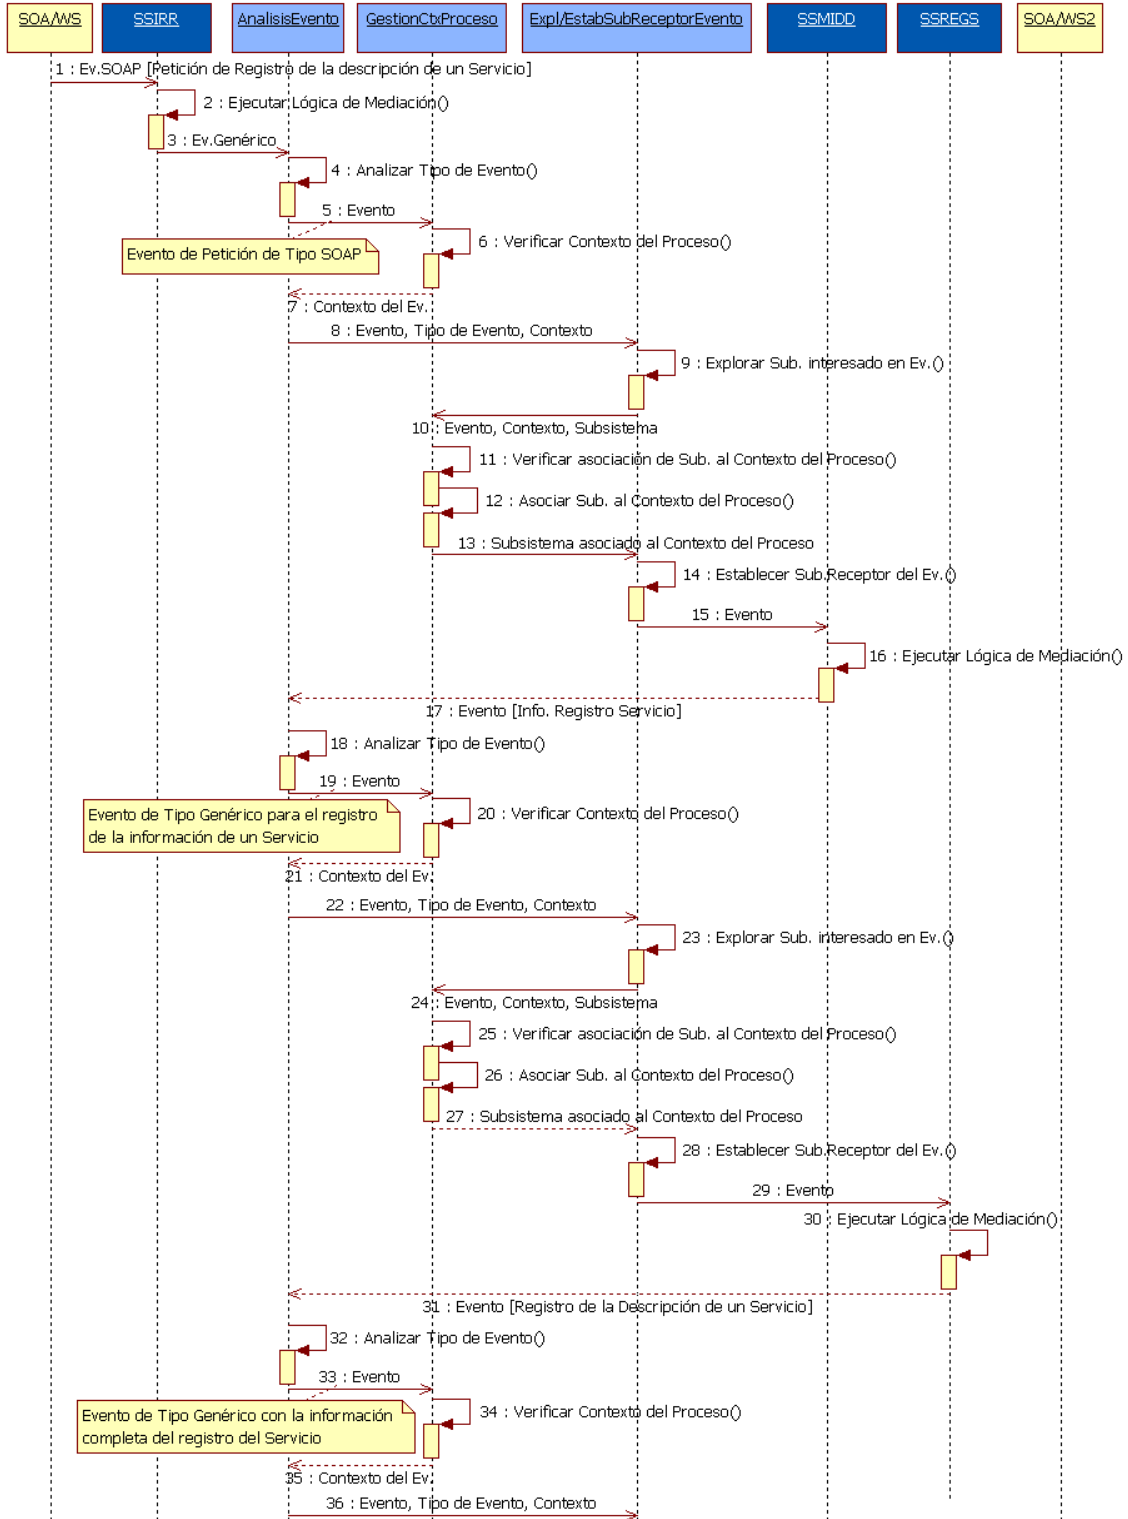 SOA/WS
SSIRR
AnalisisEvento
GestionCtxProceso
Expl/EstabSubReceptorEvento
SSMIDD
SSREGS
SOA/WS2
1 : Ev.SOAP [Petición de Registro de la descripción de un Servicio]
2 : Ejecutar Lógica de Mediación()
3 : Ev.Genérico
4 : Analizar Tipo de Evento()
5 : Evento
6 : Verificar Contexto del Proceso()
Evento de Petición de Tipo SOAP
7 : Contexto del Ev.
8 : Evento, Tipo de Evento, Contexto
9 : Explorar Sub. interesado en Ev.()
10 : Evento, Contexto, Subsistema
11 : Verificar asociación de Sub. al Contexto del Proceso()
12 : Asociar Sub. al Contexto del Proceso()
13 : Subsistema asociado al Contexto del Proceso
14 : Establecer Sub.Receptor del Ev.()
15 : Evento
16 : Ejecutar Lógica de Mediación()
17 : Evento [Info. Registro Servicio]
18 : Analizar Tipo de Evento()
19 : Evento
20 : Verificar Contexto del Proceso()
Evento de Tipo Genérico para el registro
de la información de un Servicio
21 : Contexto del Ev.
22 : Evento, Tipo de Evento, Contexto
23 : Explorar Sub. interesado en Ev.()
24 : Evento, Contexto, Subsistema
25 : Verificar asociación de Sub. al Contexto del Proceso()
26 : Asociar Sub. al Contexto del Proceso()
27 : Subsistema asociado al Contexto del Proceso
28 : Establecer Sub.Receptor del Ev.()
29 : Evento
30 : Ejecutar Lógica de Mediación()
31 : Evento [Registro de la Descripción de un Servicio]
32 : Analizar Tipo de Evento()
33 : Evento
34 : Verificar Contexto del Proceso()
Evento de Tipo Genérico con la información
completa del registro del Servicio
35 : Contexto del Ev.
36 : Evento, Tipo de Evento, Contexto